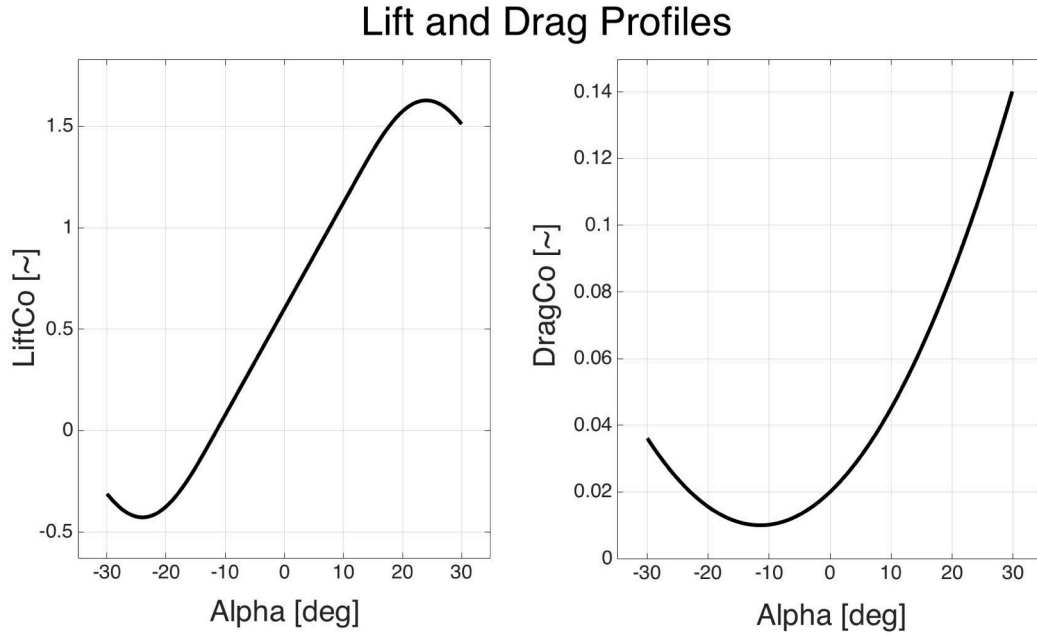 Lift and Drag Profiles
LiftCo [~]
1.5
1
0.5
0
-0.5
-30 -20 -10 0 10 20 30
Alpha [deg]
DragCo [~]
0.14
0.12
0.1
0.08
0.06
0.04
0.02
0
-30 -20 -10 0 10 20 30
Alpha [deg]